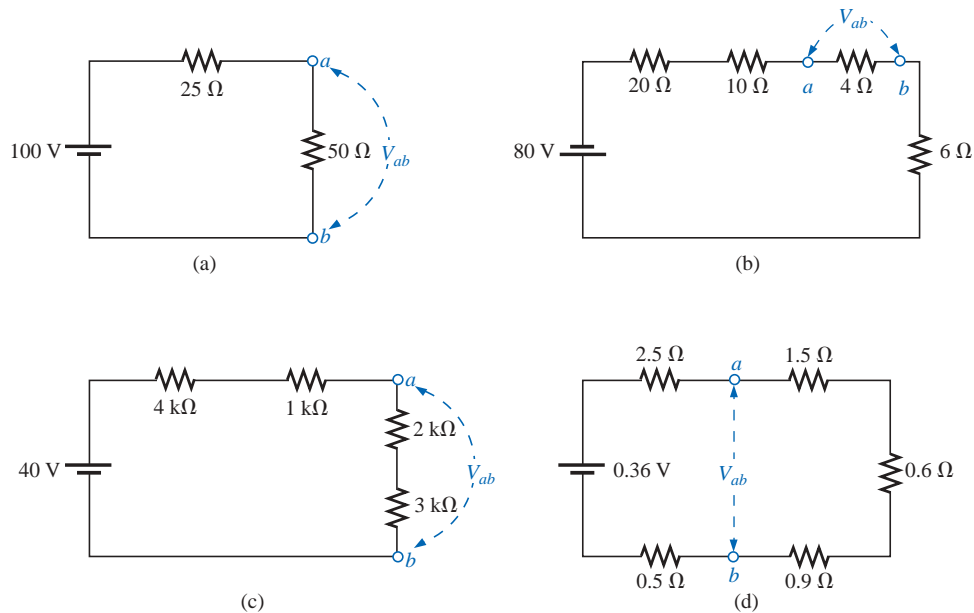 a
25 Ω
100 V
50 Ω
V_ab
b
(a)
V_ab
20 Ω
10 Ω
a
4 Ω
b
80 V
6 Ω
(b)
a
4 kΩ
1 kΩ
2 kΩ
40 V
V_ab
3 kΩ
b
(c)
2.5 Ω
a
1.5 Ω
0.36 V
V_ab
0.6 Ω
0.5 Ω
b
0.9 Ω
(d)